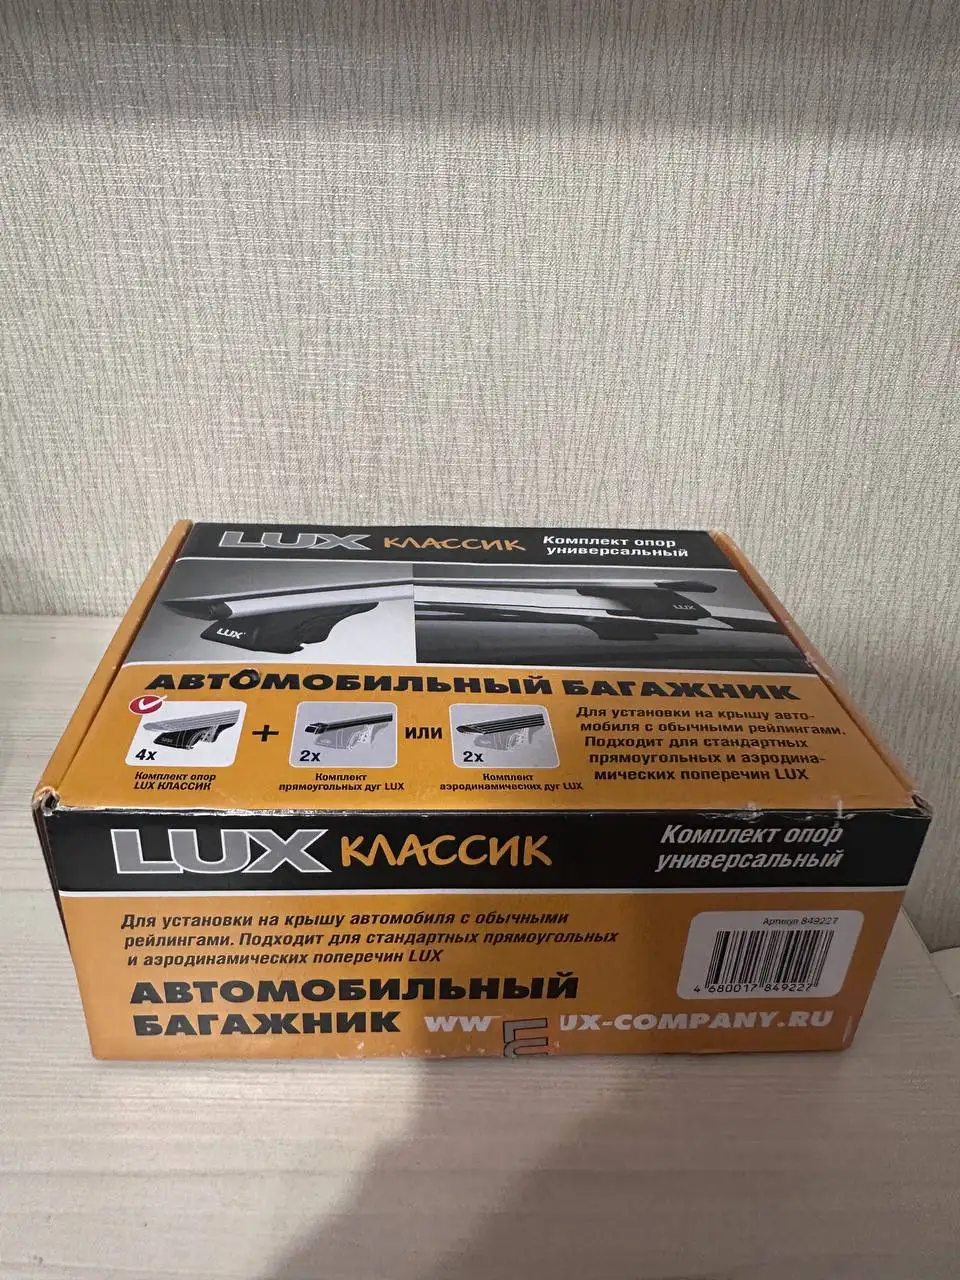 LUX КЛАССИК
Комплект опор
универсальный
LUX
LUX
АВТОМОБИЛЬНЫЙ БАГАЖНИК
4x
Комплект опор
LUX КЛАССИК
+
2x
Комплект
прямоугольных дуг LUX
ИЛИ
2x
Комплект
аэродинамических дуг LUX
Для установки на крышу авто-
мобиля с обычными рейлингами.
Подходит для стандартных
прямоугольных и аэродина-
мических поперечин LUX
LUX КЛАССИК
Комплект опор
универсальный
Для установки на крышу автомобиля с обычными
рейлингами. Подходит для стандартных прямоугольных
и аэродинамических поперечин LUX
АВТОМОБИЛЬНЫЙ
БАГАЖНИК
UX-COMPANY.RU
Артикул 849227
4 680017 849227